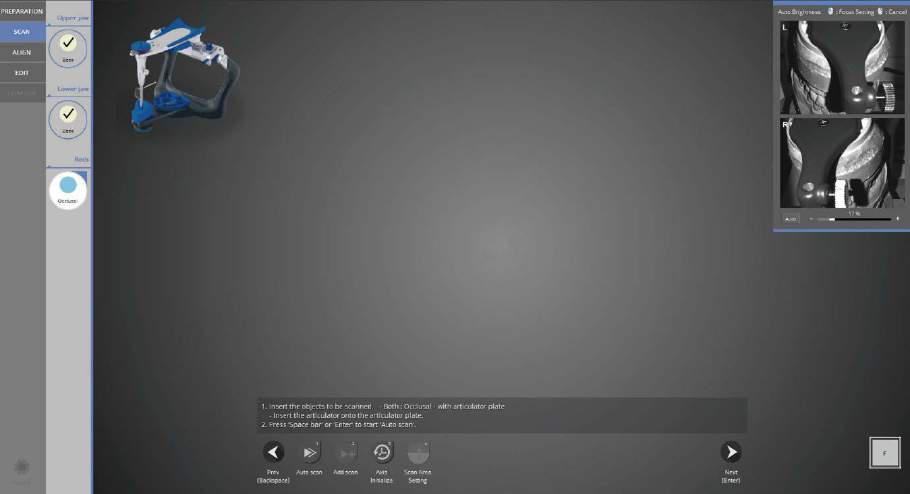 PREPARATION
SCAN
ALIGN
EDIT
Upper jaw
Base
Lower jaw
Base
Both
Occlusal
Auto Brightness : Focus Setting : Cancel
L
R
Auto
- 17 % +
1. Insert the objects to be scanned. - Both : Occlusal - with articulator plate
- Insert the articulator onto the articulator plate.
2. Press 'Space bar' or 'Enter' to start 'Auto scan'.
Prev
(Backspace)
Auto scan
Add scan
Axis
Initialize
Scan Area
Setting
Next
(Enter)
F